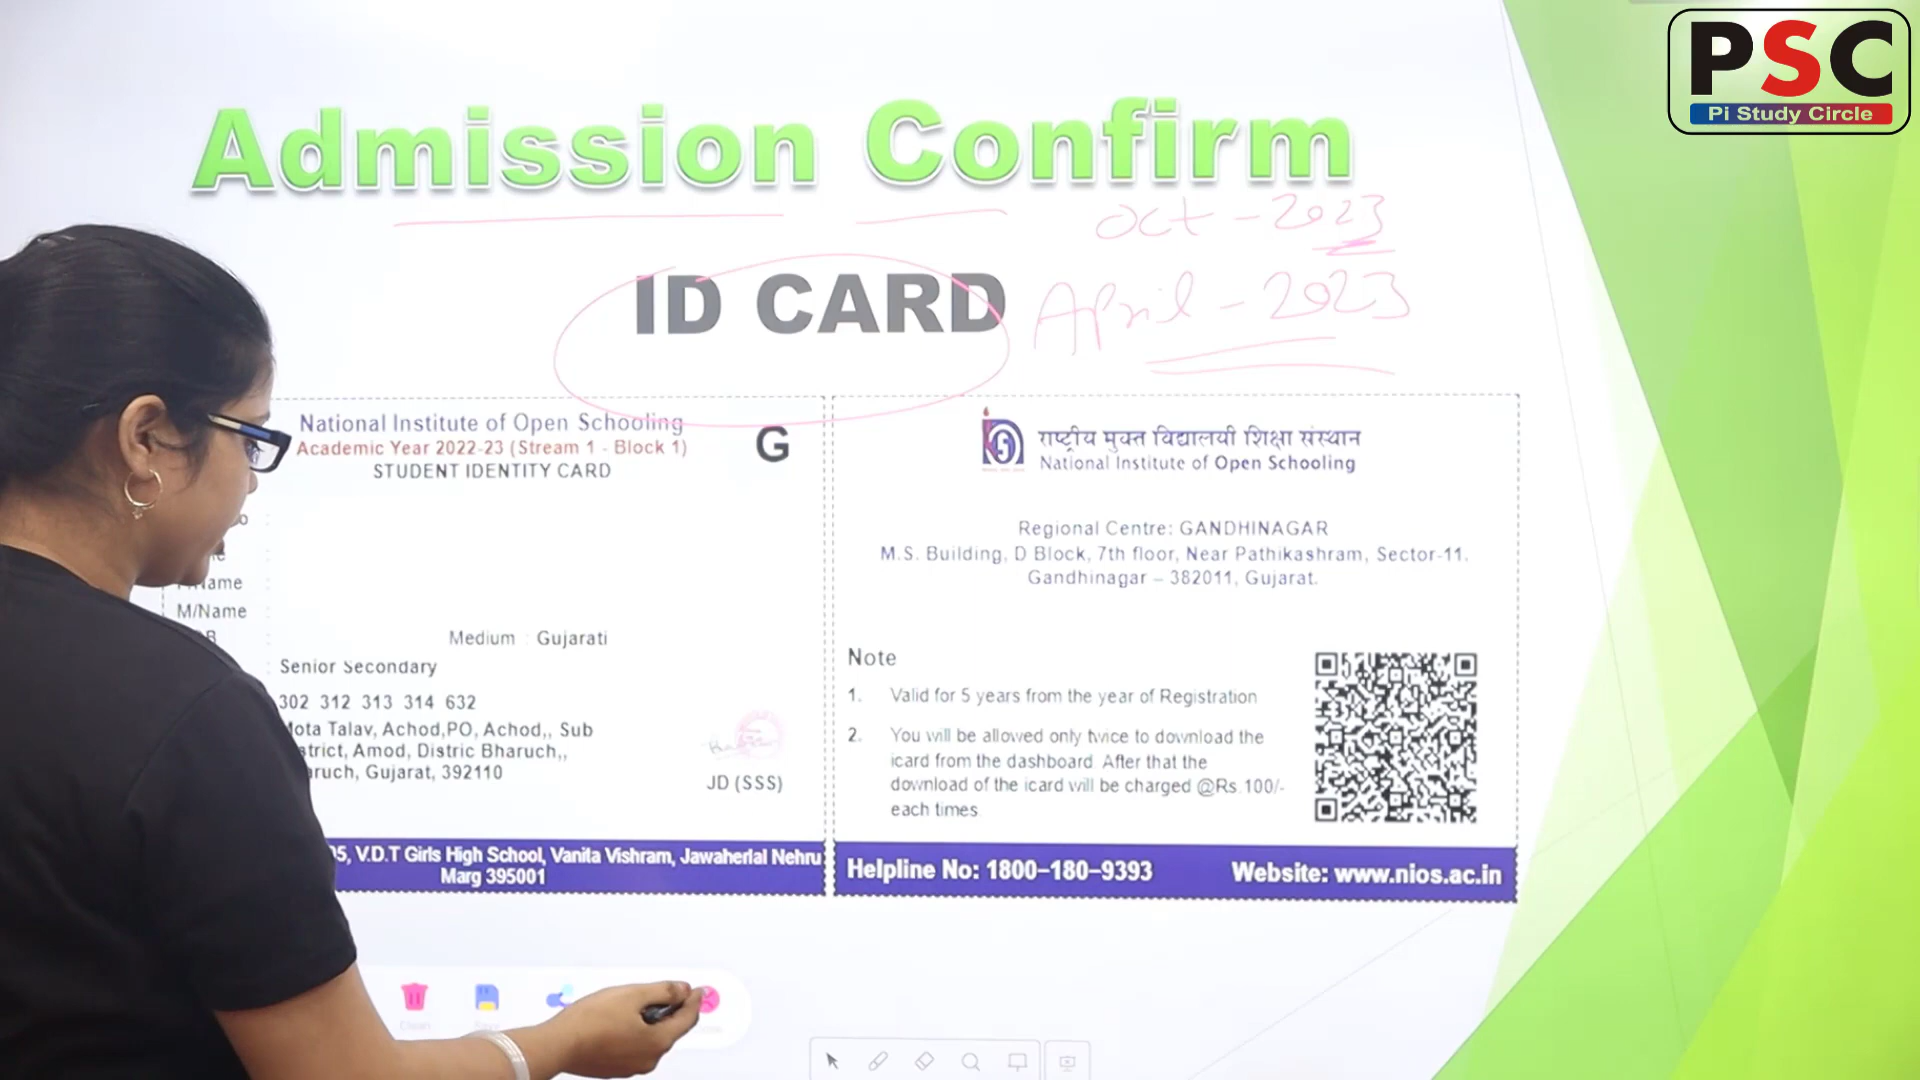 PSC
Pi Study Circle
Admission Confirm
Oct - 2023
ID CARD
April - 2023
National Institute of Open Schooling
Academic Year 2022-23 (Stream 1 - Block 1)
STUDENT IDENTITY CARD
G
M/Name
Medium : Gujarati
Senior Secondary
302 312 313 314 632
Talav, Achod,PO, Achod,, Sub
Amod, Distric Bharuch,,
Gujarat, 392110
JD (SSS)
V.D.T Girls High School, Vanita Vishram, Jawaherlal Nehru
Marg 395001
राष्ट्रीय मुक्त विद्यालयी शिक्षा संस्थान
National Institute of Open Schooling
Regional Centre: GANDHINAGAR
M.S. Building, D Block, 7th floor, Near Pathikashram, Sector-11.
Gandhinagar – 382011, Gujarat.
Note
1. Valid for 5 years from the year of Registration
2. You will be allowed only twice to download the
icard from the dashboard. After that the
download of the icard will be charged @Rs.100/-
each times
Helpline No: 1800–180–9393 Website: www.nios.ac.in